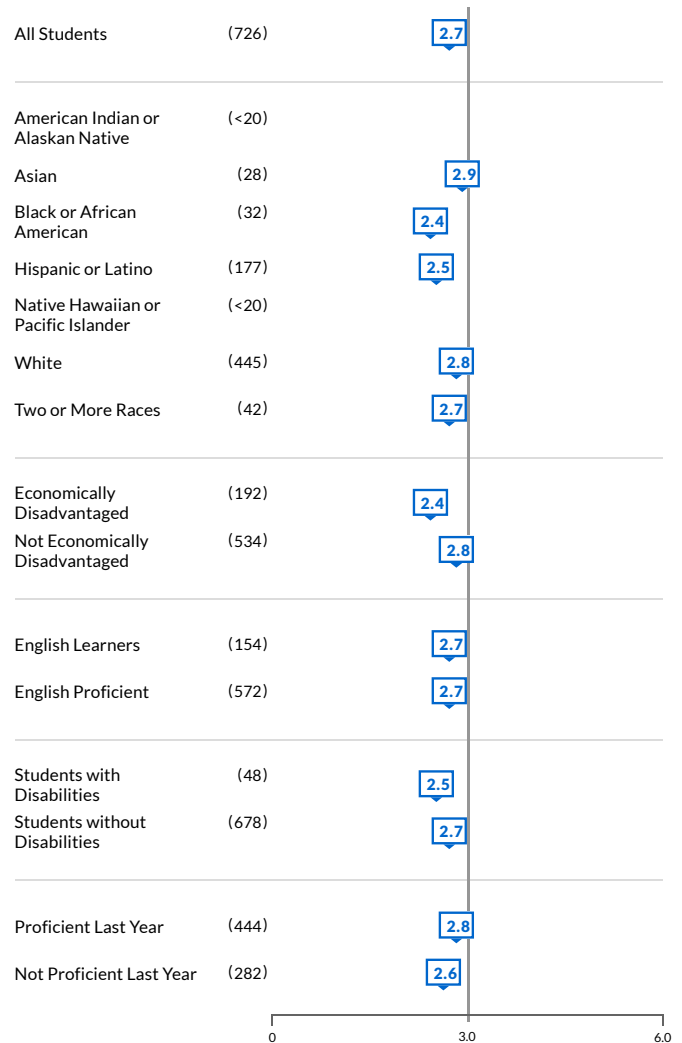 All Students (726) 2.7
American Indian or (<20)
Alaskan Native
Asian (28) 2.9
Black or African (32) 2.4
American
Hispanic or Latino (177) 2.5
Native Hawaiian or (<20)
Pacific Islander
White (445) 2.8
Two or More Races (42) 2.7
Economically (192) 2.4
Disadvantaged
Not Economically (534) 2.8
Disadvantaged
English Learners (154) 2.7
English Proficient (572) 2.7
Students with (48) 2.5
Disabilities
Students without (678) 2.7
Disabilities
Proficient Last Year (444) 2.8
Not Proficient Last Year (282) 2.6
0 3.0 6.0